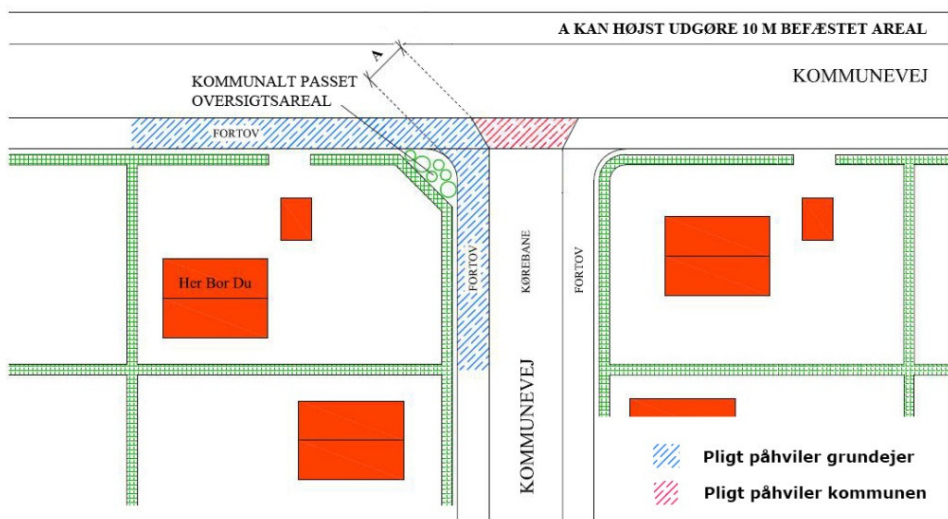 A KAN HØJST UDGØRE 10 M BEFÆSTET AREAL
A
KOMMUNALT PASSET
OVERSIGTSAREAL
KOMMUNEVEJ
FORTOV
Her Bor Du
FORTOV
KØREBANE
FORTOV
KOMMUNEVEJ
Pligt påhviler grundejer
Pligt påhviler kommunen